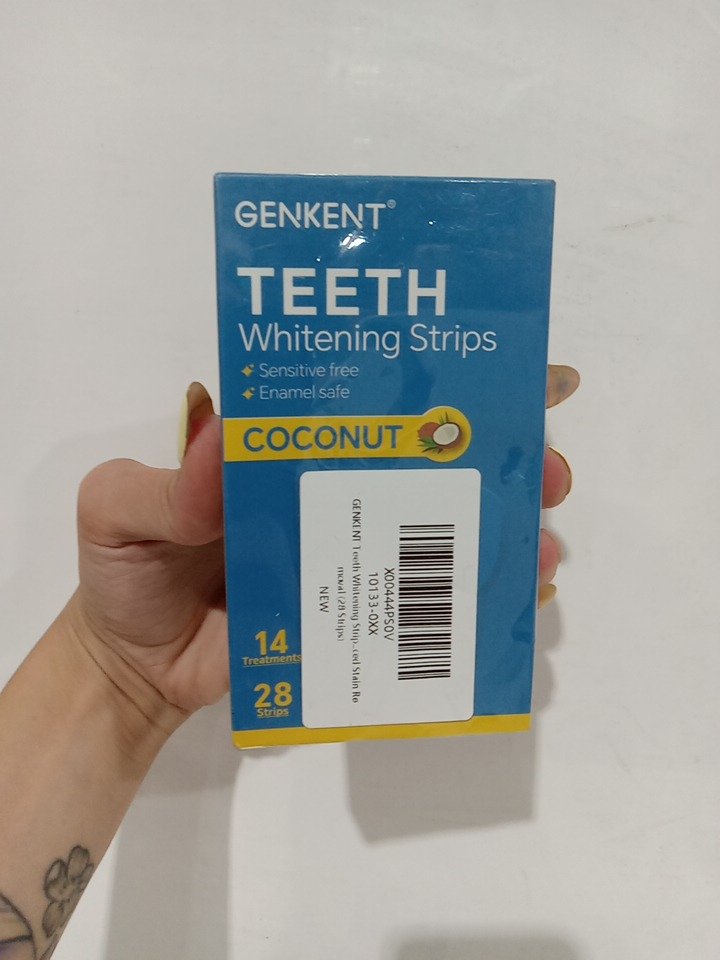 GENKENT®
TEETH
Whitening Strips
Sensitive free
Enamel safe
COCONUT
14
Treatments
28
Strips
X00444PS0V
10133-0XX
GENKENT Teeth Whitening Strip...ced Stain Re
moval (28 Strips)
NEW